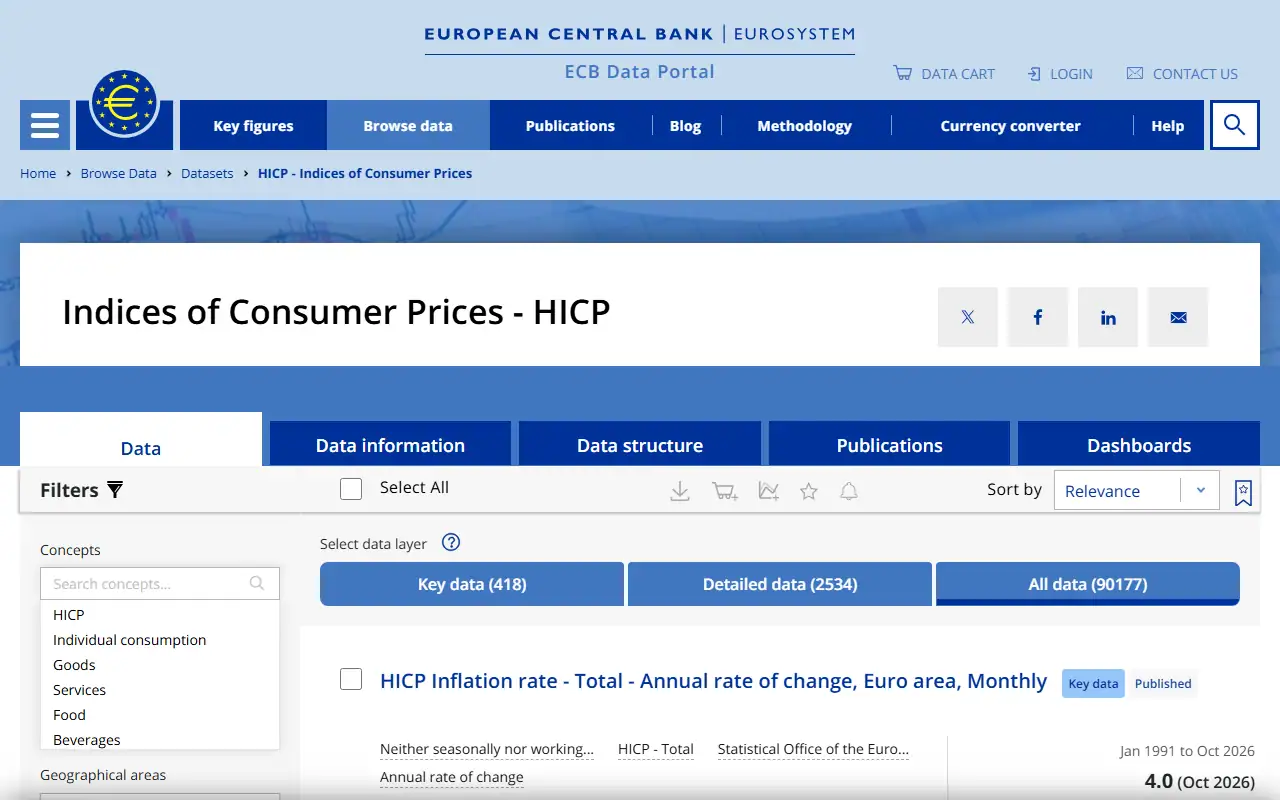 EUROPEAN CENTRAL BANK | EUROSYSTEM
ECB Data Portal
DATA CART
LOGIN
CONTACT US
Key figures
Browse data
Publications
Blog
Methodology
Currency converter
Help
Home › Browse Data › Datasets › HICP - Indices of Consumer Prices
Indices of Consumer Prices - HICP
Data
Data information
Data structure
Publications
Dashboards
Filters
Select All
Sort by
Relevance
Concepts
Search concepts...
HICP
Individual consumption
Goods
Services
Food
Beverages
Geographical areas
Select data layer
Key data (418)
Detailed data (2534)
All data (90177)
HICP Inflation rate - Total - Annual rate of change, Euro area, Monthly
Key data
Published
Neither seasonally nor working...
HICP - Total
Statistical Office of the Euro...
Annual rate of change
Jan 1991 to Oct 2026
4.0 (Oct 2026)